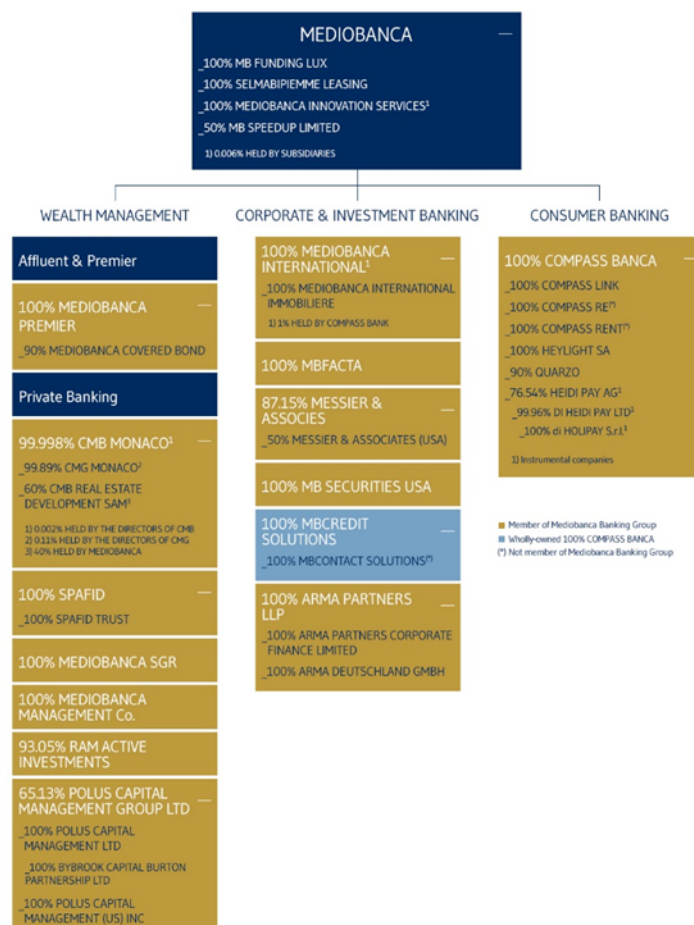 MEDIOBANCA
_100% MB FUNDING LUX
_100% SELMABIPIEMME LEASING
_100% MEDIOBANCA INNOVATION SERVICES¹
_50% MB SPEEDUP LIMITED
1) 0.006% HELD BY SUBSIDIARIES
WEALTH MANAGEMENT
Affluent & Premier
100% MEDIOBANCA
PREMIER
_90% MEDIOBANCA COVERED BOND
Private Banking
99.998% CMB MONACO¹
_99.89% CMG MONACO²
_60% CMB REAL ESTATE
DEVELOPMENT SAM³
1) 0.002% HELD BY THE DIRECTORS OF CMB
2) 0.11% HELD BY THE DIRECTORS OF CMG
3) 40% HELD BY MEDIOBANCA
100% SPAFID
_100% SPAFID TRUST
100% MEDIOBANCA SGR
100% MEDIOBANCA
MANAGEMENT Co.
93.05% RAM ACTIVE
INVESTMENTS
65.13% POLUS CAPITAL
MANAGEMENT GROUP LTD
_100% POLUS CAPITAL
MANAGEMENT LTD
_100% BYBROOK CAPITAL BURTON
PARTNERSHIP LTD
_100% POLUS CAPITAL
MANAGEMENT (US) INC
CORPORATE & INVESTMENT BANKING
100% MEDIOBANCA
INTERNATIONAL¹
_100% MEDIOBANCA INTERNATIONAL
IMMOBILIERE
1) 1% HELD BY COMPASS BANK
100% MBFACTA
87.15% MESSIER &
ASSOCIES
_50% MESSIER & ASSOCIATES (USA)
100% MB SECURITIES USA
100% MBCREDIT
SOLUTIONS
_100% MBCONTACT SOLUTIONS(*)
100% ARMA PARTNERS
LLP
_100% ARMA PARTNERS CORPORATE
FINANCE LIMITED
_100% ARMA DEUTSCHLAND GMBH
CONSUMER BANKING
100% COMPASS BANCA
_100% COMPASS LINK
_100% COMPASS RE(*)
_100% COMPASS RENT(*)
_100% HEYLIGHT SA
_90% QUARZO
_76.54% HEIDI PAY AG¹
_99.96% DI HEIDI PAY LTD¹
_100% di HOLIPAY S.r.l.¹
1) Instrumental companies
Member of Mediobanca Banking Group
Wholly-owned 100% COMPASS BANCA
(*) Not member of Mediobanca Banking Group